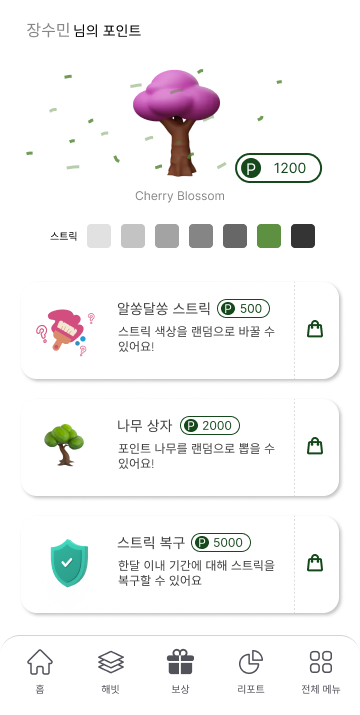 장수민 님의 포인트
P 1200
Cherry Blossom
스트릭
알쏭달쏭 스트릭 P 500
스트릭 색상을 랜덤으로 바꿀 수
있어요!
나무 상자 P 2000
포인트 나무를 랜덤으로 뽑을 수
있어요!
스트릭 복구 P 5000
한달 이내 기간에 대해 스트릭을
복구할 수 있어요
홈 해빗 보상 리포트 전체 메뉴